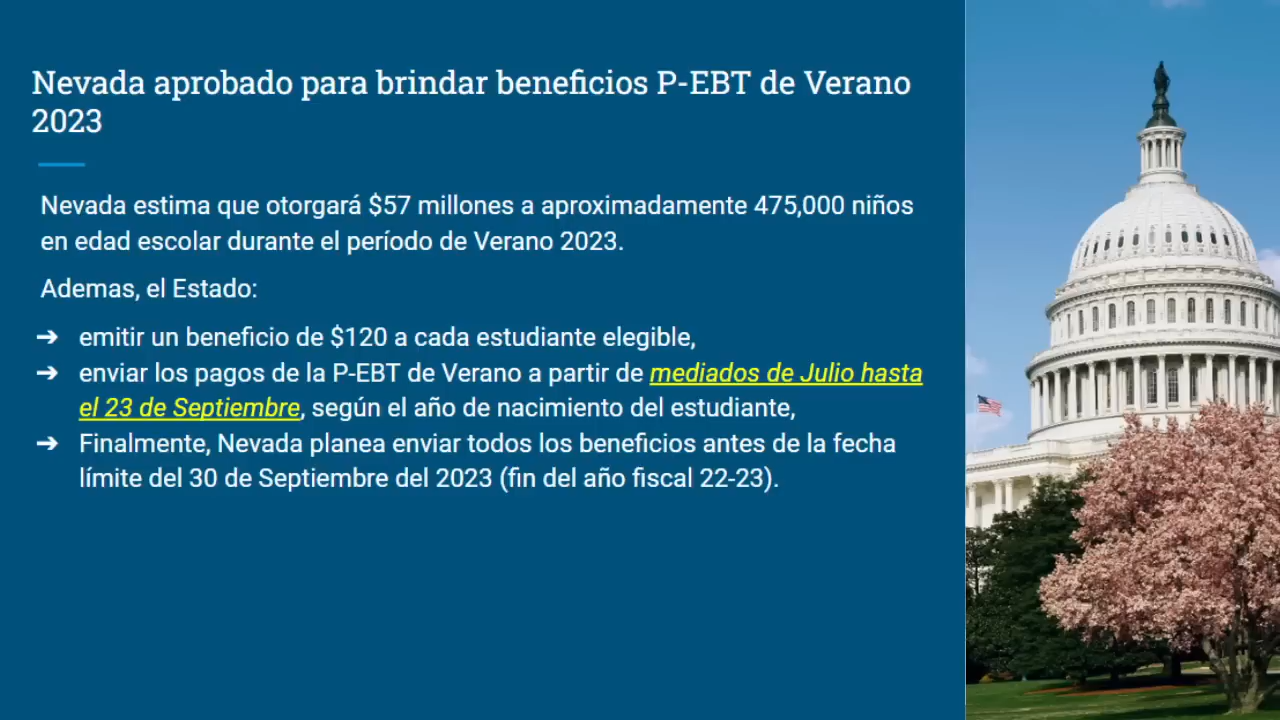 Nevada aprobado para brindar beneficios P-EBT de Verano
2023
Nevada estima que otorgará $57 millones a aproximadamente 475,000 niños
en edad escolar durante el período de Verano 2023.
Ademas, el Estado:
➔ emitir un beneficio de $120 a cada estudiante elegible,
➔ enviar los pagos de la P-EBT de Verano a partir de mediados de Julio hasta
el 23 de Septiembre, según el año de nacimiento del estudiante,
➔ Finalmente, Nevada planea enviar todos los beneficios antes de la fecha
límite del 30 de Septiembre del 2023 (fin del año fiscal 22-23).